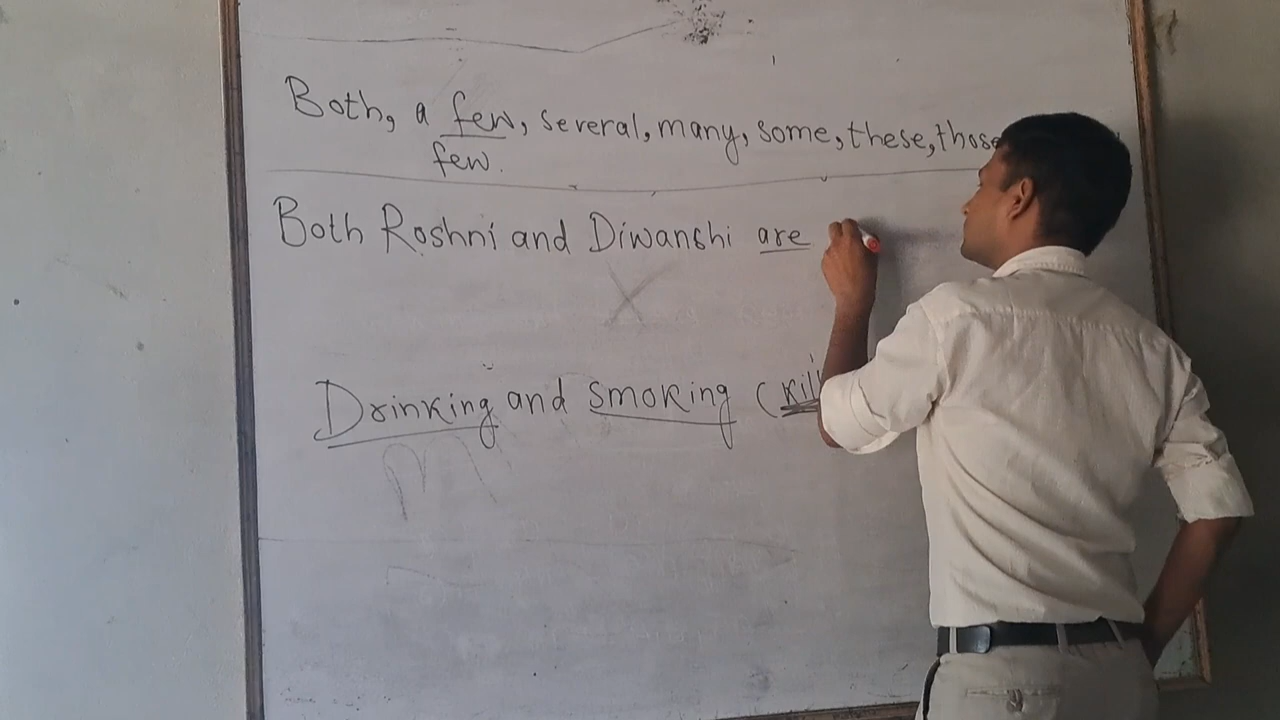 Both, a few, several, many, some, these, those
few.
Both Roshni and Diwanshi are
Drinking and smoking (